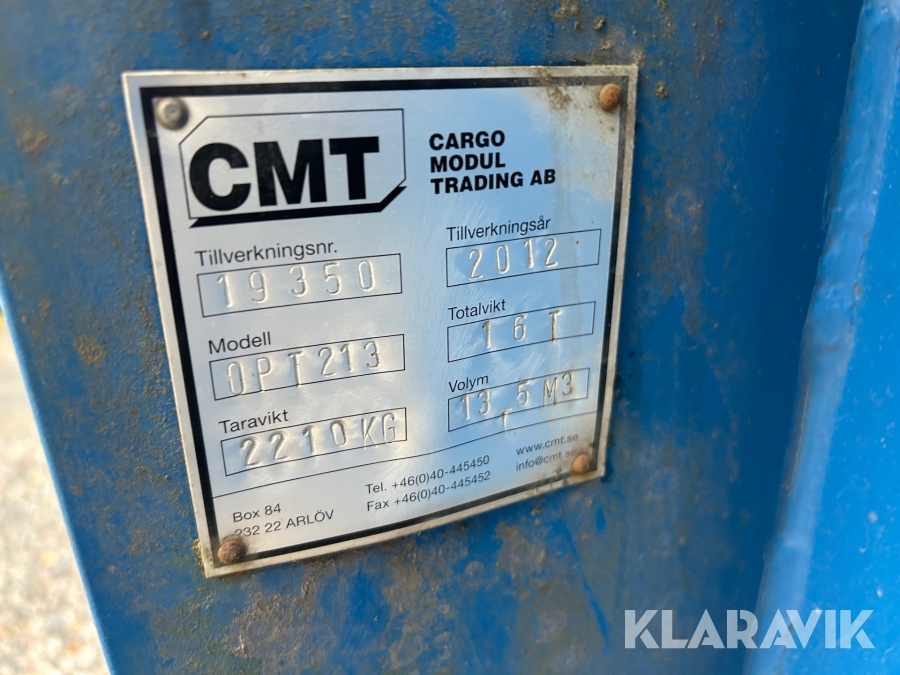 CMT
CARGO
MODUL
TRADING AB
Tillverkningsnr.
19350
Tillverkningsår
2012
Modell
OPT213
Totalvikt
16T
Taravikt
2210KG
Volym
13,5M3
Box 84
232 22 ARLÖV
Tel. +46(0)40-445450
Fax +46(0)40-445452
www.cmt.se
info@cmt.se
KLARAVIK